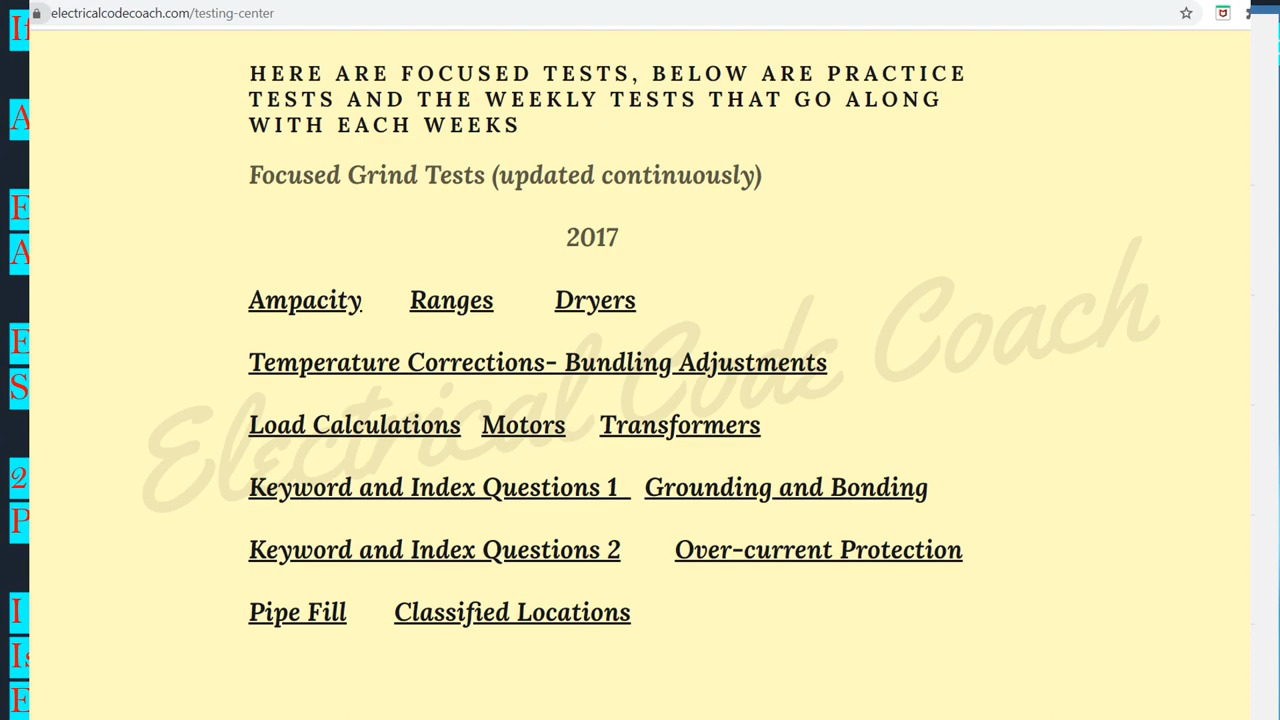 electricalcodecoach.com/testing-center
HERE ARE FOCUSED TESTS, BELOW ARE PRACTICE
TESTS AND THE WEEKLY TESTS THAT GO ALONG
WITH EACH WEEKS
Focused Grind Tests (updated continuously)
2017
Ampacity Ranges Dryers
Temperature Corrections- Bundling Adjustments
Load Calculations Motors Transformers
Keyword and Index Questions 1 Grounding and Bonding
Keyword and Index Questions 2 Over-current Protection
Pipe Fill Classified Locations
Electrical Code Coach